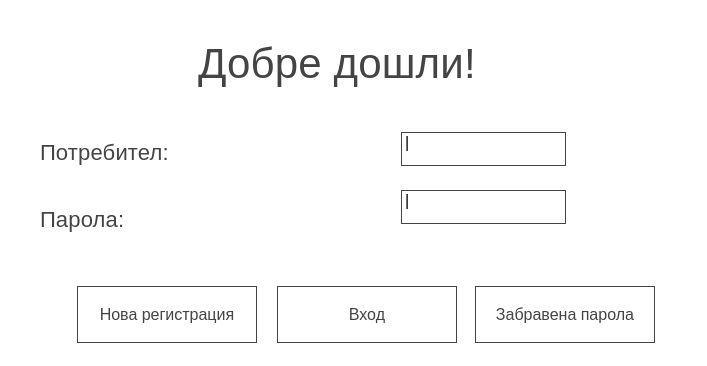 Добре дошли!
Потребител:
Парола:
Нова регистрация Вход Забравена парола